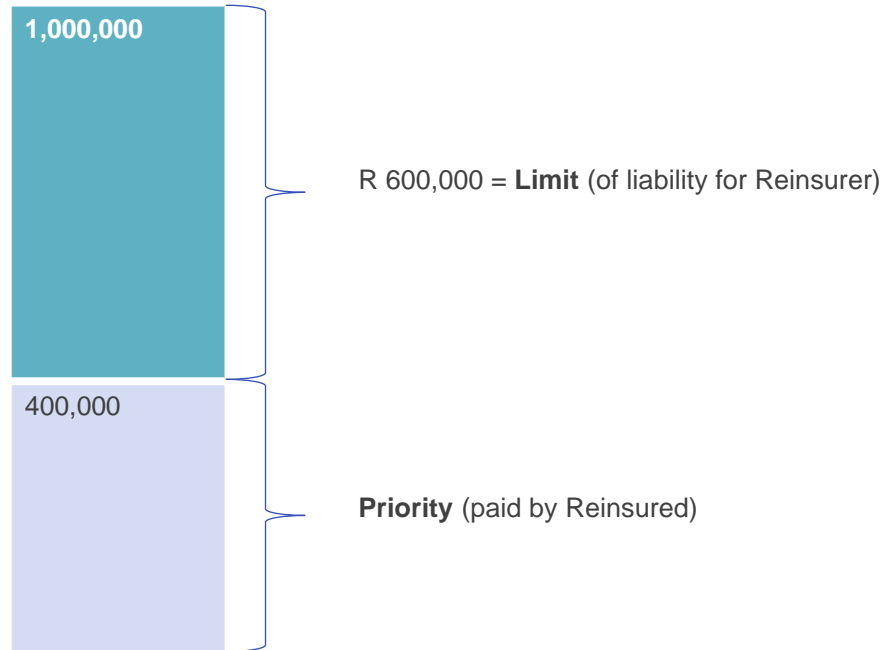 1,000,000
R 600,000 = Limit (of liability for Reinsurer)
400,000
Priority (paid by Reinsured)